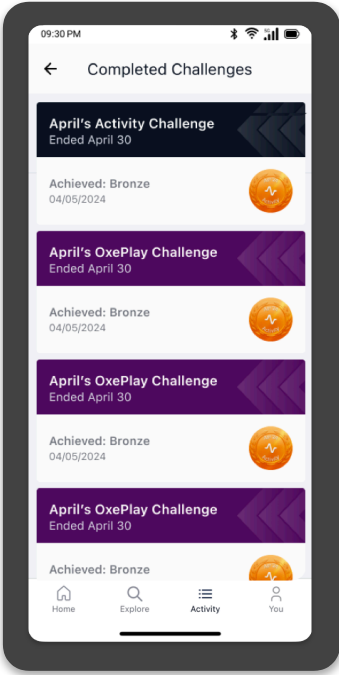 09:30 PM
Completed Challenges
April's Activity Challenge
Ended April 30
Achieved: Bronze
04/05/2024
April's OxePlay Challenge
Ended April 30
Achieved: Bronze
04/05/2024
April's OxePlay Challenge
Ended April 30
Achieved: Bronze
04/05/2024
April's OxePlay Challenge
Ended April 30
Achieved: Bronze
Home
Explore
Activity
You